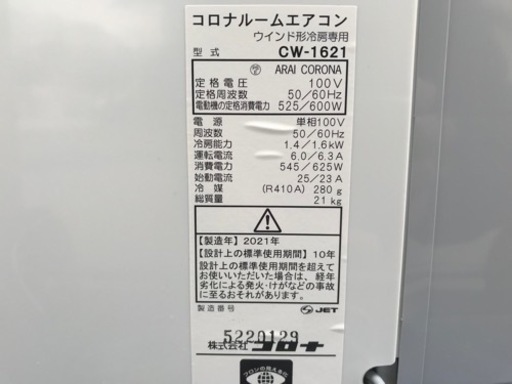 コロナルームエアコン
ウインド形冷房専用
型式 CW-1621
ARAI CORONA
定格電圧 100V
定格周波数 50/60Hz
電動機の定格消費電力 525/600W
電源 単相100V
周波数 50/60Hz
冷房能力 1.4/1.6kW
運転電流 6.0/6.3A
消費電力 545/625W
始動電流 25/23A
冷媒 (R410A) 280g
総質量 21kg
【製造年】2021年
【設計上の標準使用期間】10年
設計上の標準使用期間を超えて
お使いいただいた場合は、経年
劣化による発火・けがなどの事故
に至るおそれがあります。
製造番号 JET
5220129
株式会社コロナ
フロンの見える化